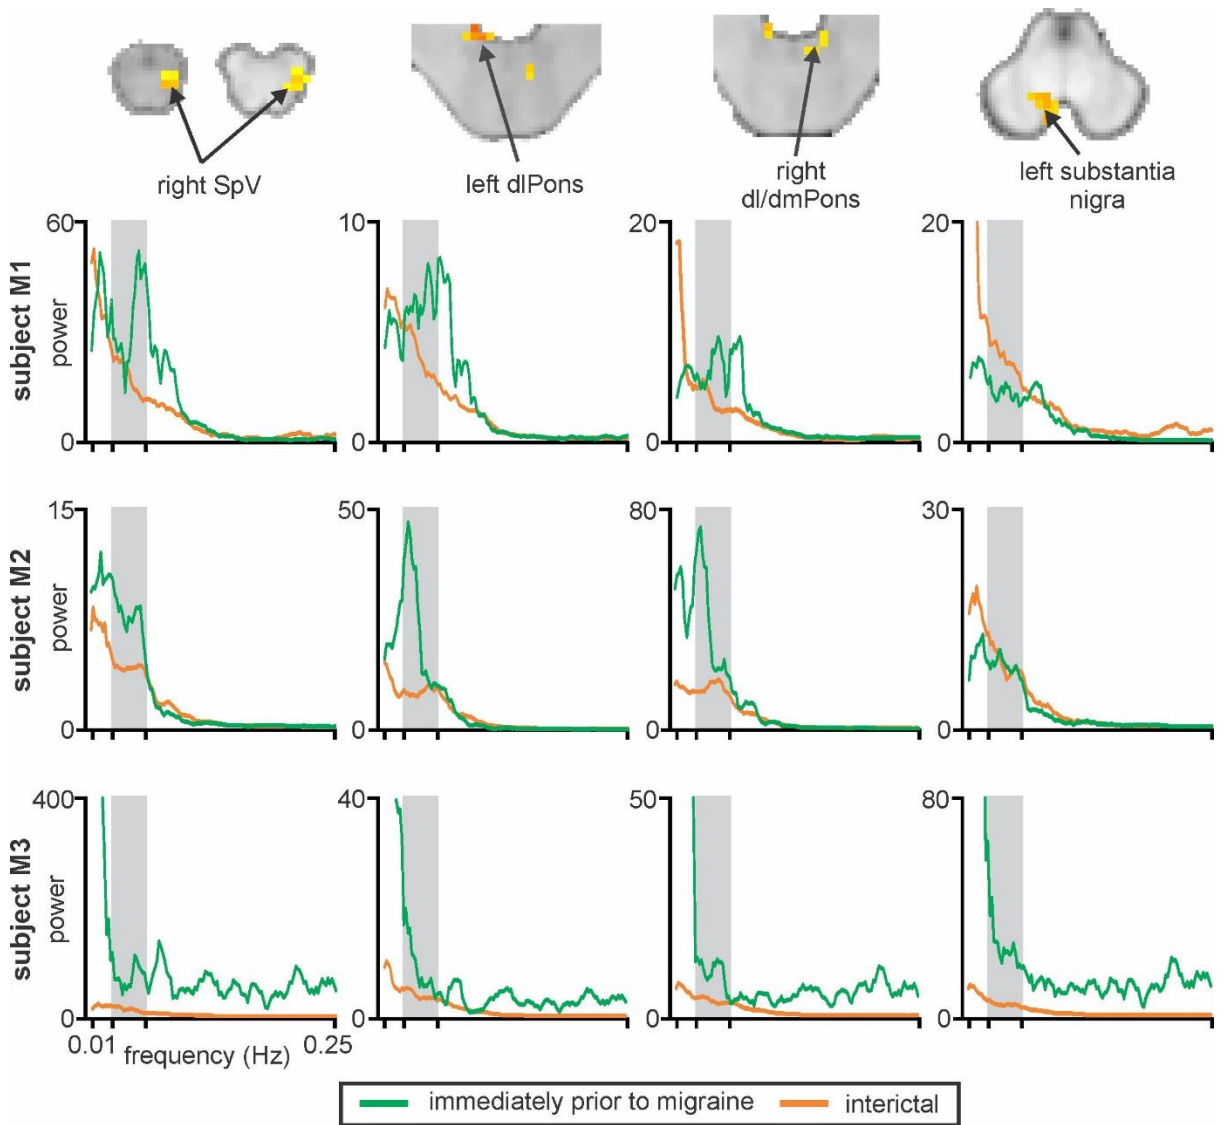 right SpV
left dlPons
right
dl/dmPons
left substantia
nigra
subject M1
power
60
0
10
0
20
0
20
0
subject M2
power
15
0
50
0
80
0
30
0
subject M3
power
400
0
40
0
50
0
80
0
0.01
frequency (Hz)
0.25
immediately prior to migraine
interictal